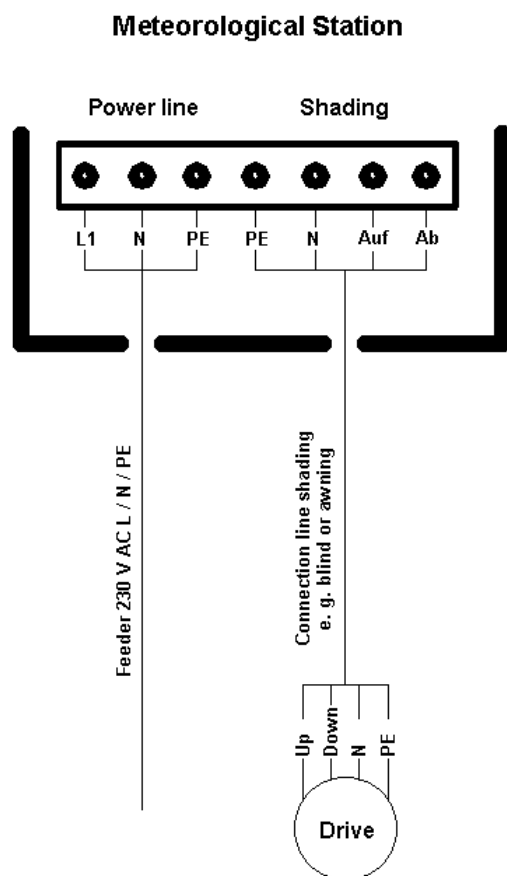 Meteorological Station
Power line
Shading
L1
N
PE
PE
N
Auf
Ab
Feeder 230 V AC L / N / PE
Connection line shading
e. g. blind or awning
Up
Down
N
PE
Drive